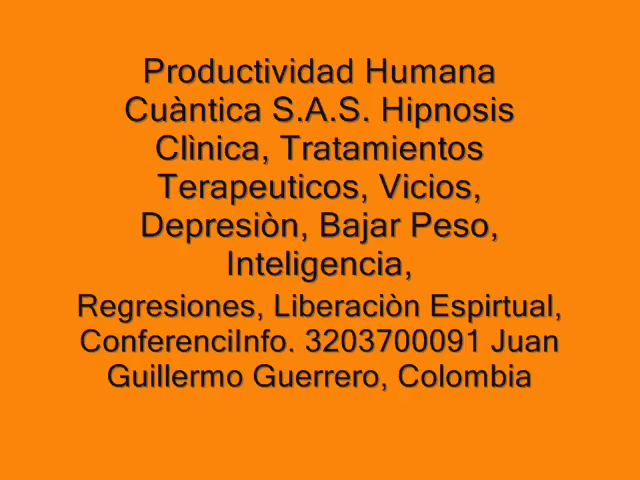 Productividad Humana
Cuàntica S.A.S. Hipnosis
Clìnica, Tratamientos
Terapeuticos, Vicios,
Depresiòn, Bajar Peso,
Inteligencia,
Regresiones, Liberaciòn Espirtual,
ConferenciInfo. 3203700091 Juan
Guillermo Guerrero, Colombia